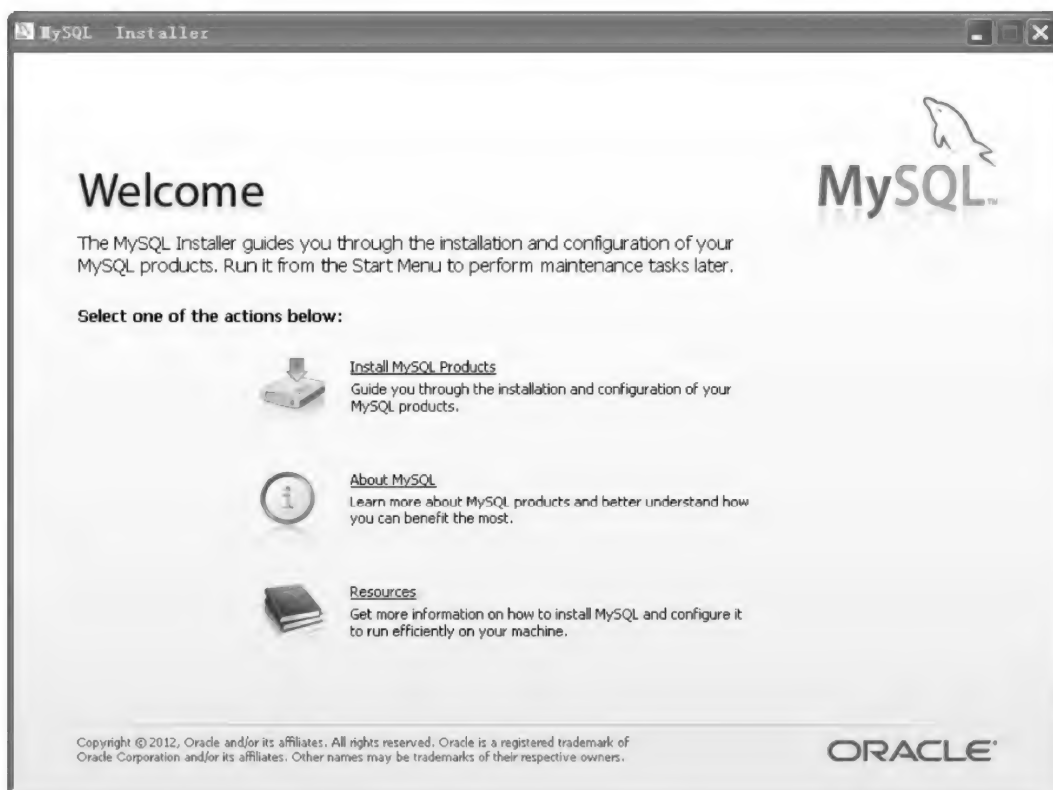 MySQL Installer
MySQL™
Welcome
The MySQL Installer guides you through the installation and configuration of your
MySQL products. Run it from the Start Menu to perform maintenance tasks later.
Select one of the actions below:
Install MySQL Products
Guide you through the installation and configuration of your
MySQL products.
About MySQL
Learn more about MySQL products and better understand how
you can benefit the most.
Resources
Get more information on how to install MySQL and configure it
to run efficiently on your machine.
Copyright © 2012, Oracle and/or its affiliates. All rights reserved. Oracle is a registered trademark of
Oracle Corporation and/or its affiliates. Other names may be trademarks of their respective owners.
ORACLE®